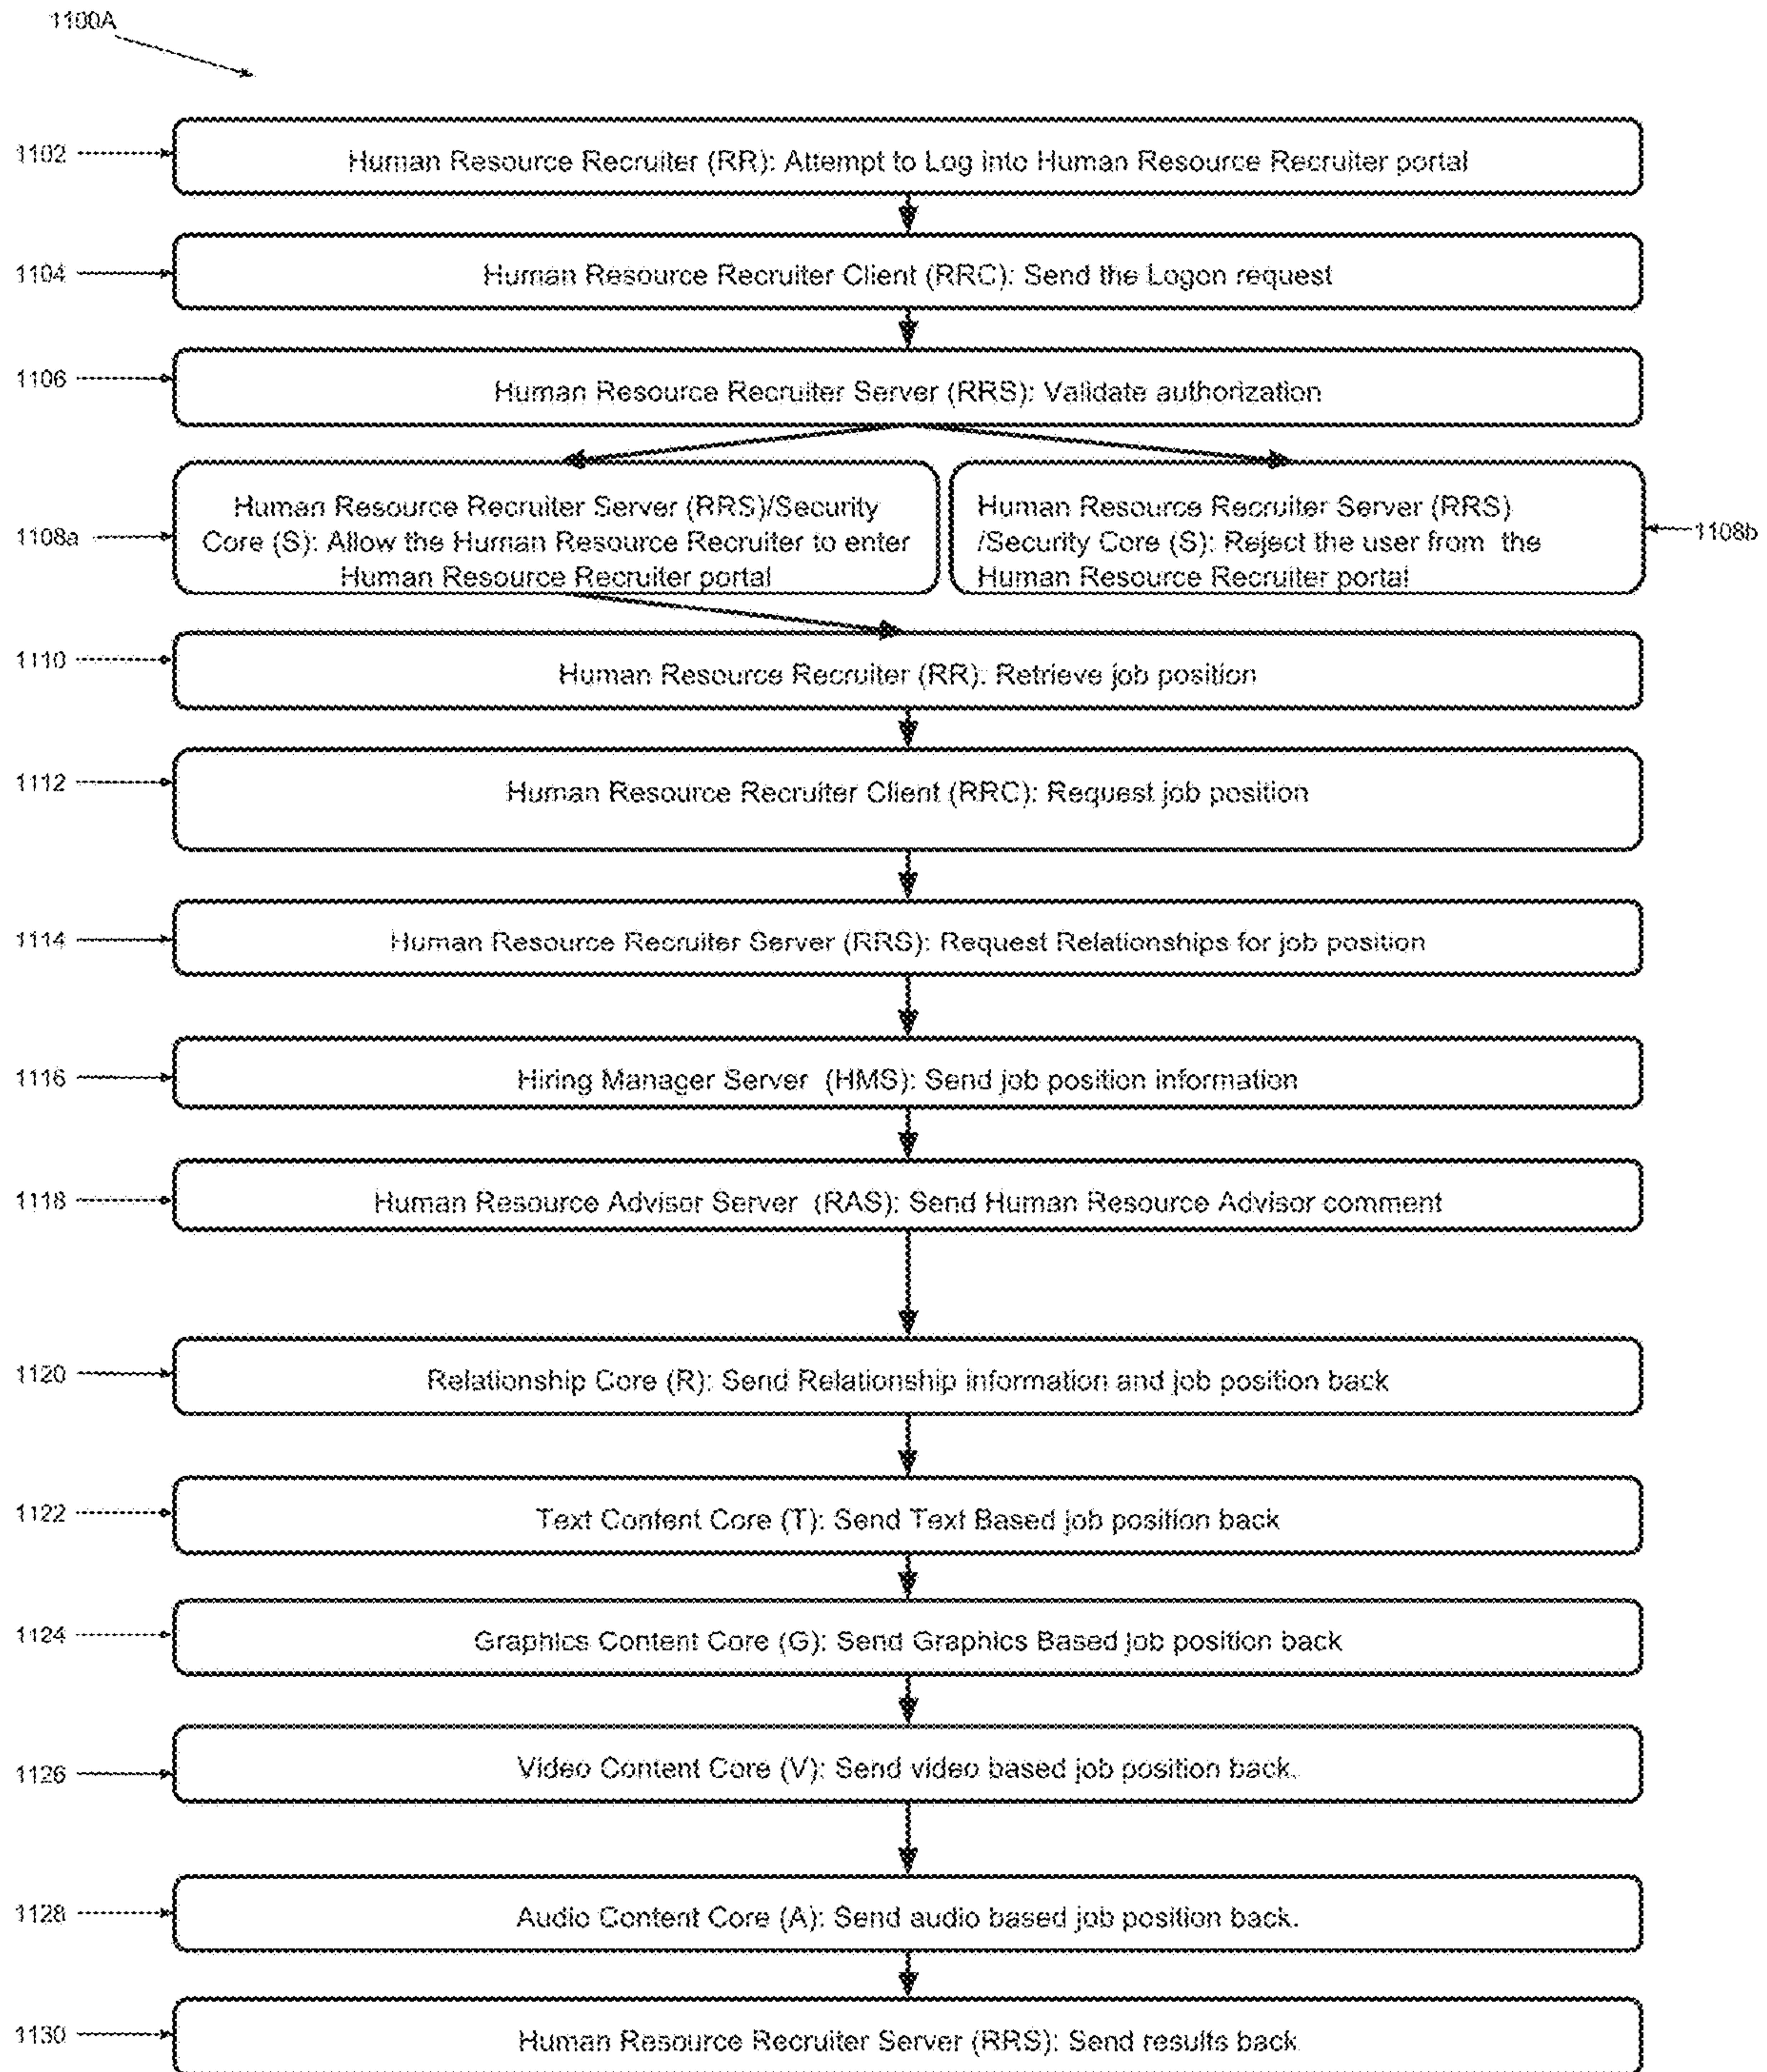 1100A
1102
Human Resource Recruiter (RR): Attempt to Log into Human Resource Recruiter portal
1104
Human Resource Recruiter Client (RRC): Send the Logon request
1106
Human Resource Recruiter Server (RRS): Validate authorization
1108a
Human Resource Recruiter Server (RRS)/Security
Core (S): Allow the Human Resource Recruiter to enter
Human Resource Recruiter portal
Human Resource Recruiter Server (RRS)
/Security Core (S): Reject the user from the
Human Resource Recruiter portal
1108b
1110
Human Resource Recruiter (RR): Retrieve job position
1112
Human Resource Recruiter Client (RRC): Request job position
1114
Human Resource Recruiter Server (RRS): Request Relationships for job position
1116
Hiring Manager Server (HMS): Send job position information
1118
Human Resource Advisor Server (RAS): Send Human Resource Advisor comment
1120
Relationship Core (R): Send Relationship information and job position back
1122
Text Content Core (T): Send Text Based job position back
1124
Graphics Content Core (G): Send Graphics Based job position back
1126
Video Content Core (V): Send video based job position back.
1128
Audio Content Core (A): Send audio based job position back.
1130
Human Resource Recruiter Server (RRS): Send results back